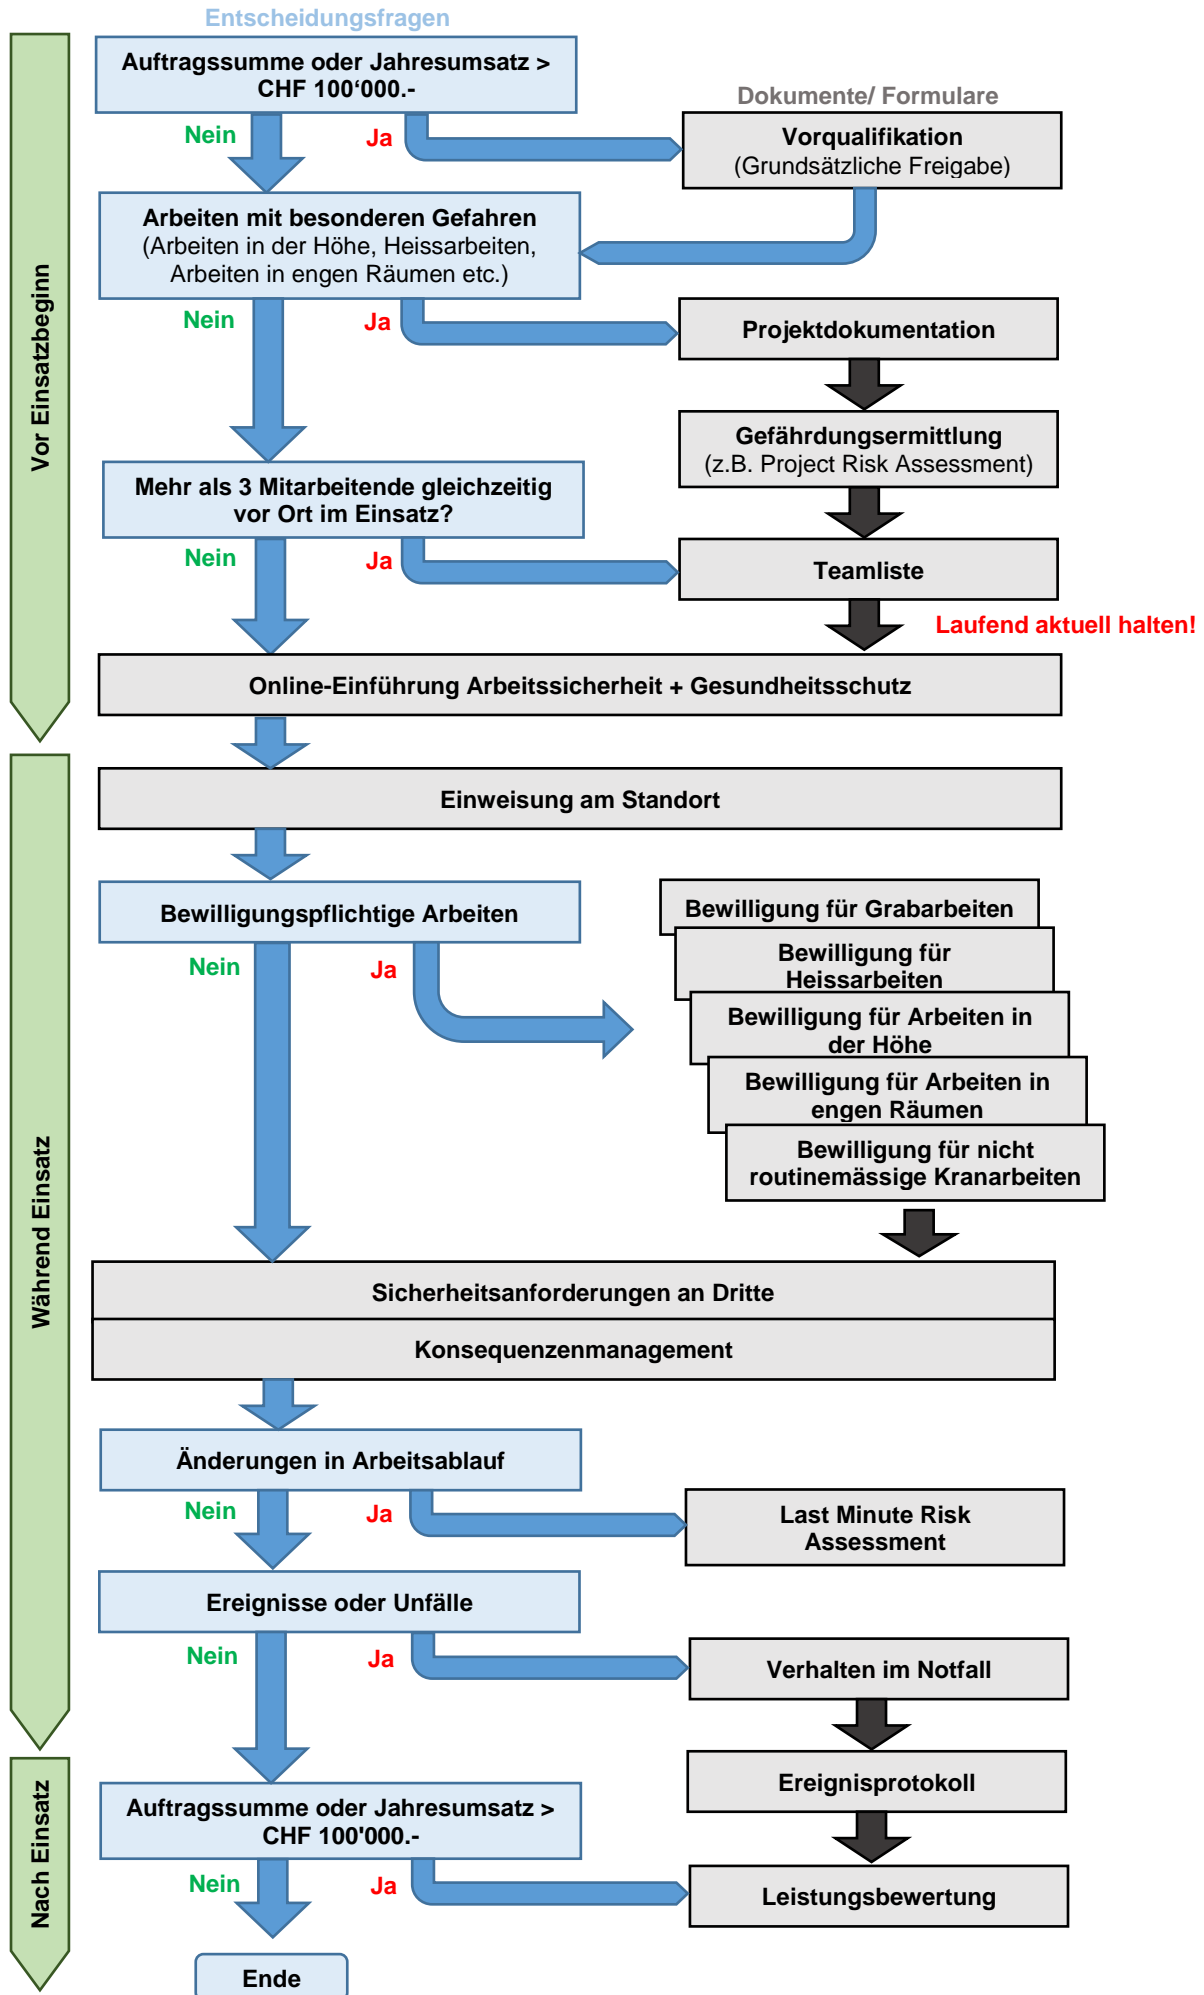 Entscheidungsfragen
Auftragssumme oder Jahresumsatz >
CHF 100‘000.-
Dokumente/ Formulare
Nein
Ja
Vorqualifikation
(Grundsätzliche Freigabe)
Arbeiten mit besonderen Gefahren
(Arbeiten in der Höhe, Heissarbeiten,
Arbeiten in engen Räumen etc.)
Nein
Ja
Projektdokumentation
Vor Einsatzbeginn
Gefährdungsermittlung
(z.B. Project Risk Assessment)
Mehr als 3 Mitarbeitende gleichzeitig
vor Ort im Einsatz?
Nein
Ja
Teamliste
Laufend aktuell halten!
Online-Einführung Arbeitssicherheit + Gesundheitsschutz
Einweisung am Standort
Bewilligungspflichtige Arbeiten
Nein
Ja
Bewilligung für Grabarbeiten
Bewilligung für
Heissarbeiten
Bewilligung für Arbeiten in
der Höhe
Bewilligung für Arbeiten in
engen Räumen
Bewilligung für nicht
routinemässige Kranarbeiten
Während Einsatz
Sicherheitsanforderungen an Dritte
Konsequenzenmanagement
Änderungen in Arbeitsablauf
Nein
Ja
Last Minute Risk
Assessment
Ereignisse oder Unfälle
Nein
Ja
Verhalten im Notfall
Ereignisprotokoll
Nach Einsatz
Auftragssumme oder Jahresumsatz >
CHF 100'000.-
Nein
Ja
Leistungsbewertung
Ende